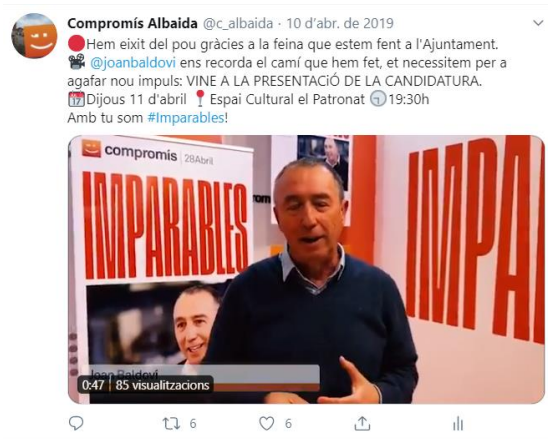 Compromís Albaida @c_albaida · 10 d'abr. de 2019
Hem eixit del pou gràcies a la feina que estem fent a l'Ajuntament.
@joanbaldovi ens recorda el camí que hem fet, et necesitem per a
agafar nou impuls: VINE A LA PRESENTACIÓ DE LA CANDIDATURA.
Dijous 11 d'abril Espai Cultural el Patronat 19:30h
Amb tu som #Imparables!
compromís 28Abril
IMPARABLES
IMPA
Joan Baldoví
0:47 85 visualitzacions
6 6